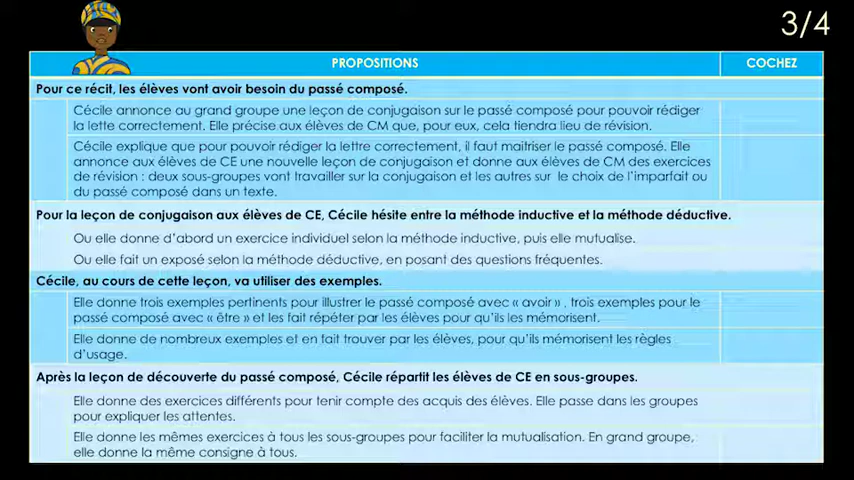 3/4
PROPOSITIONS
COCHEZ
Pour ce récit, les élèves vont avoir besoin du passé composé.
Cécile annonce au grand groupe une leçon de conjugaison sur le passé composé pour pouvoir rédiger
la lette correctement. Elle précise aux élèves de CM que, pour eux, cela tiendra lieu de révision.
Cécile explique que pour pouvoir rédiger la lettre correctement, il faut maitriser le passé composé. Elle
annonce aux élèves de CE une nouvelle leçon de conjugaison et donne aux élèves de CM des exercices
de révision : deux sous-groupes vont travailler sur la conjugaison et les autres sur le choix de l'imparfait ou
du passé composé dans un texte.
Pour la leçon de conjugaison aux élèves de CE, Cécile hésite entre la méthode inductive et la méthode déductive.
Ou elle donne d'abord un exercice individuel selon la méthode inductive, puis elle mutualise.
Ou elle fait un exposé selon la méthode déductive, en posant des questions fréquentes.
Cécile, au cours de cette leçon, va utiliser des exemples.
Elle donne trois exemples pertinents pour illustrer le passé composé avec « avoir » , trois exemples pour le
passé composé avec « être » et les fait répéter par les élèves pour qu'ils les mémorisent.
Elle donne de nombreux exemples et en fait trouver par les élèves, pour qu'ils mémorisent les règles
d'usage.
Après la leçon de découverte du passé composé, Cécile répartit les élèves de CE en sous-groupes.
Elle donne des exercices différents pour tenir compte des acquis des élèves. Elle passe dans les groupes
pour expliquer les attentes.
Elle donne les mêmes exercices à tous les sous-groupes pour faciliter la mutualisation. En grand groupe,
elle donne la même consigne à tous.